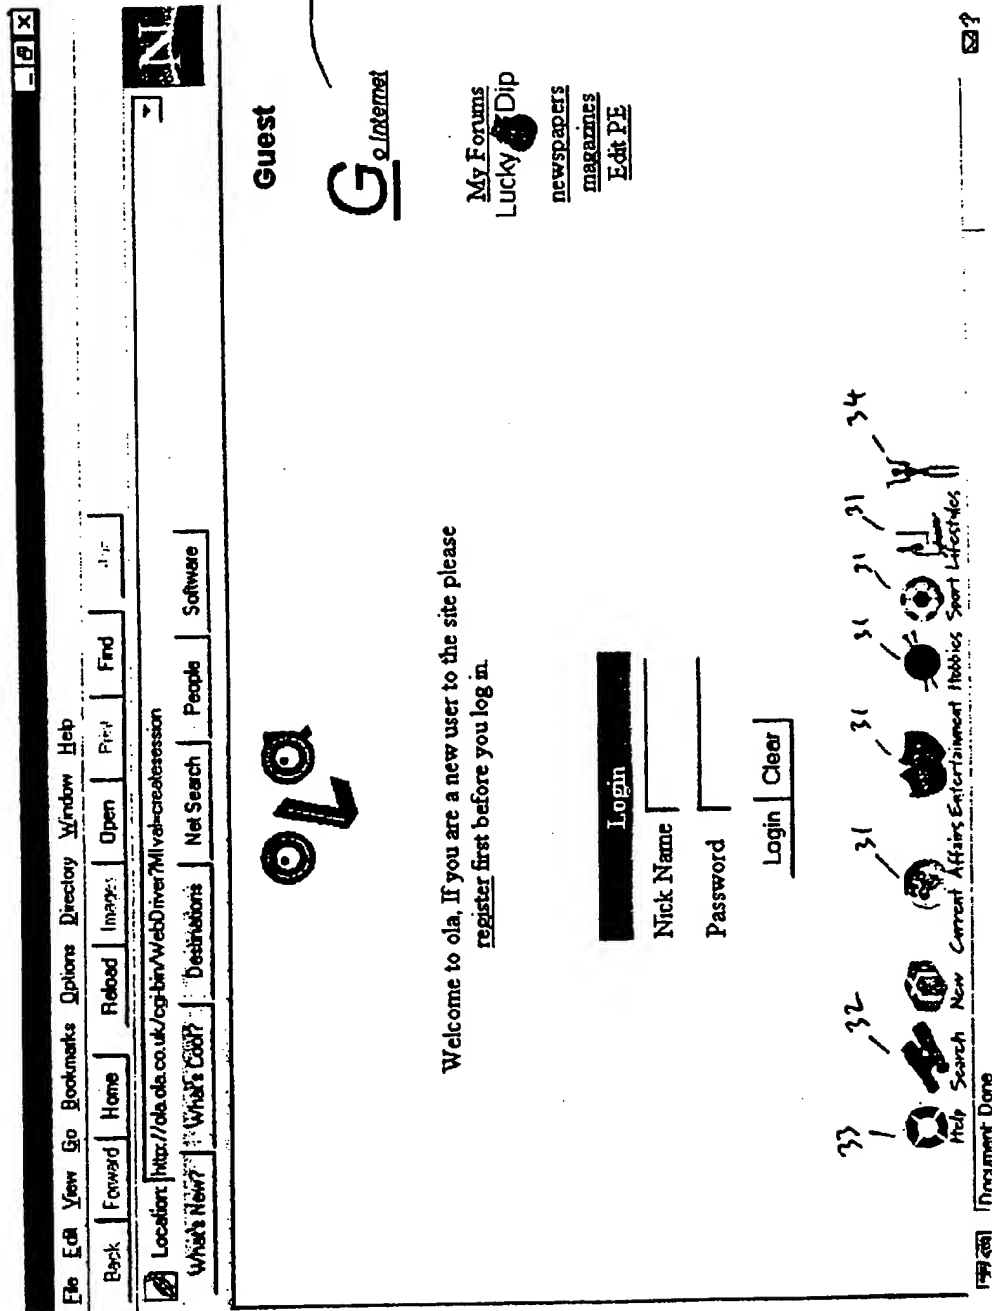 File Edit View Go Bookmarks Options Directory Window Help
Back Forward Home Reload Images Open Print Find
Location: http://ola.ola.co.uk/cgi-bin/WebDriver?MIval=createsession
What's New? What's Cool? Destinations Net Search People Software
N
ola
Guest
Go Internet
Welcome to ola, If you are a new user to the site please
register first before you log in.
My Forums
Lucky Dip
newspapers
magazines
Edit PE
Login
Nick Name
Password
Login Clear
33 32 31 31 31 31 31 34
Help Search New Current Affairs Entertainment Hobbies Sport Lifestyles
Document Done
?